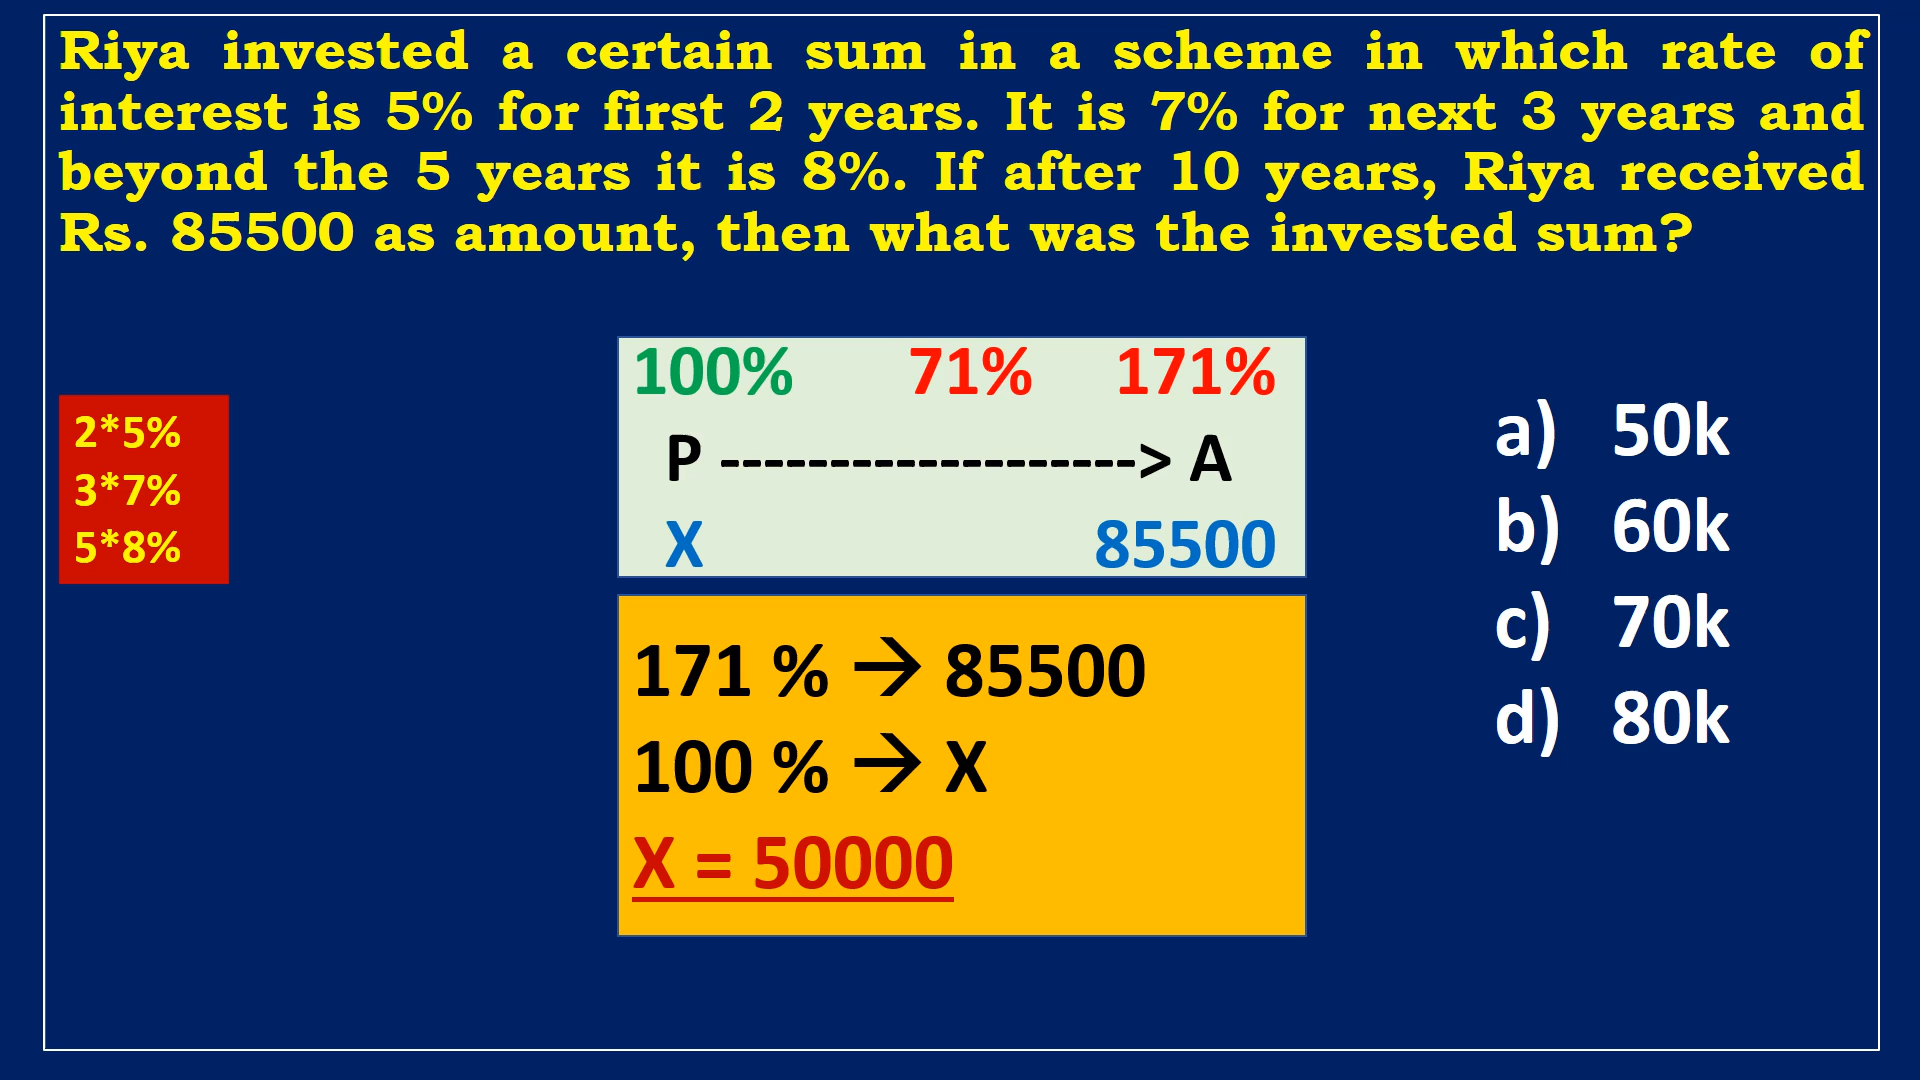 Riya invested a certain sum in a scheme in which rate of
interest is 5% for first 2 years. It is 7% for next 3 years and
beyond the 5 years it is 8%. If after 10 years, Riya received
Rs. 85500 as amount, then what was the invested sum?
2*5%
3*7%
5*8%
100% 71% 171%
P -------------------> A
X 85500
171 % → 85500
100 % → X
X = 50000
a) 50k
b) 60k
c) 70k
d) 80k